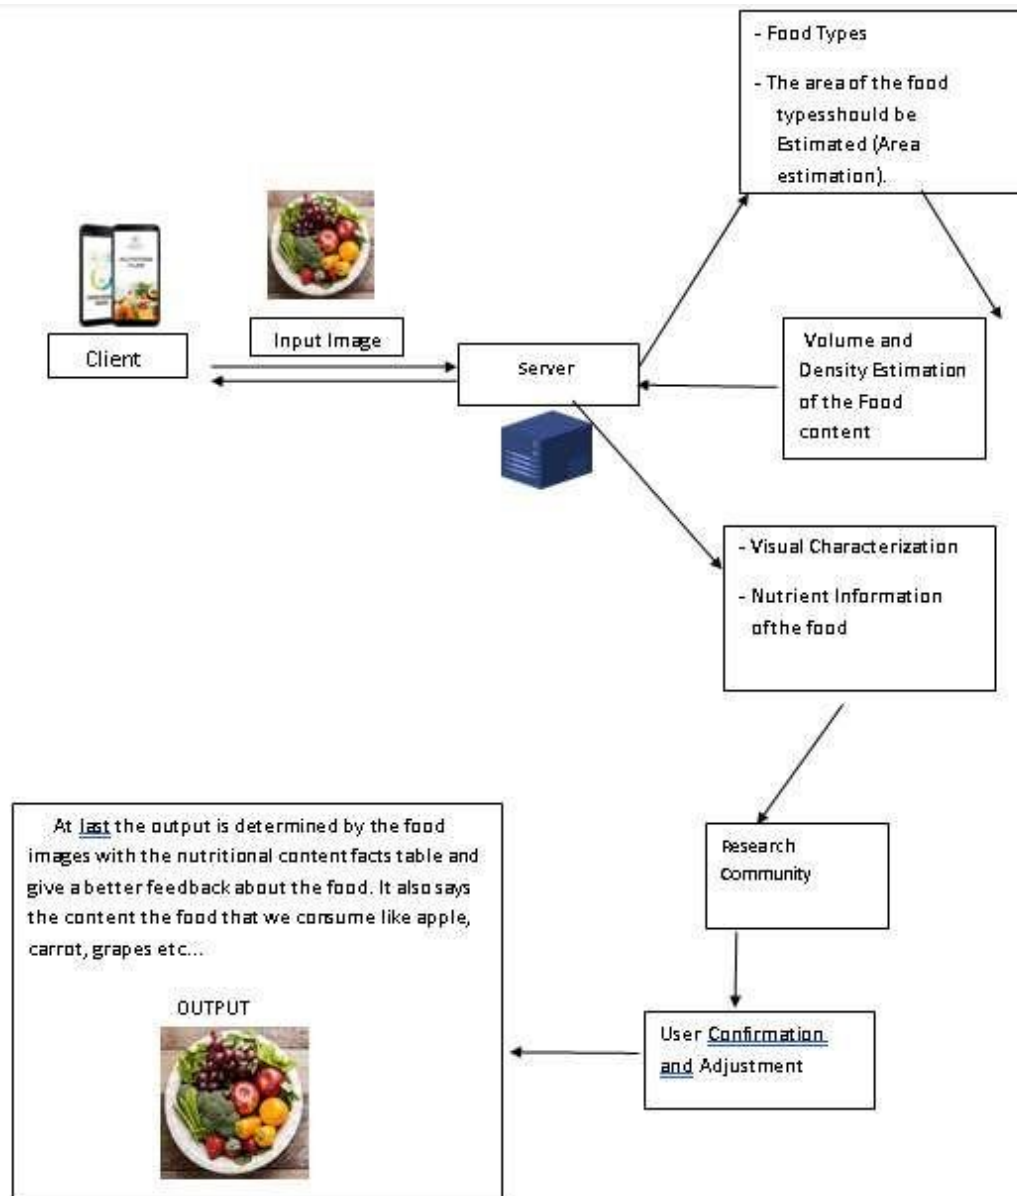 - Food Types
- The area of the food
typesshould be
Estimated (Area
estimation).
Input Image
Client
Server
Volume and
Density Estimation
of the Food
content
- Visual Characterization
- Nutrient Information
ofthe food
Research
Community
User Confirmation
and Adjustment
At last the output is determined by the food
images with the nutritional content facts table and
give a better feedback about the food. It also says
the content the food that we consume like apple,
carrot, grapes etc...
OUTPUT